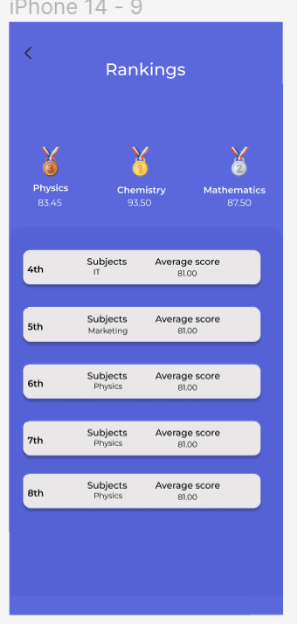 iPhone 14 - 9
Rankings
3 1 2
Physics Chemistry Mathematics
83.45 93.50 87.50
4th Subjects Average score
IT 81.00
5th Subjects Average score
Marketing 81.00
6th Subjects Average score
Physics 81.00
7th Subjects Average score
Physics 81.00
8th Subjects Average score
Physics 81.00